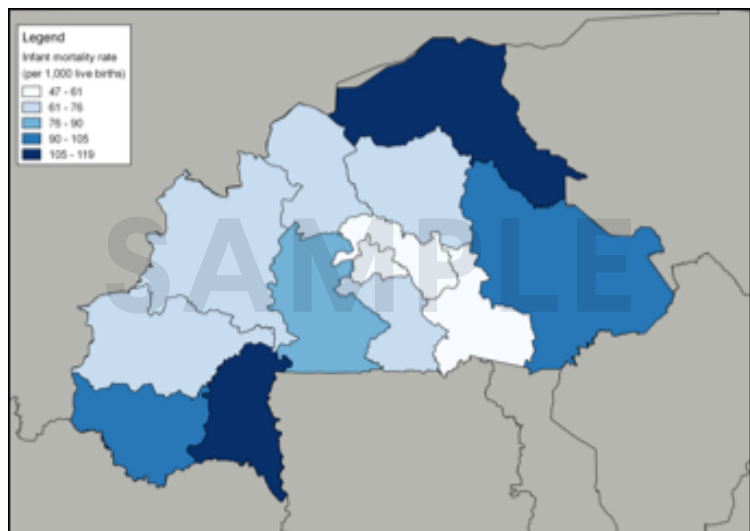 Legend
Infant mortality rate
(per 1,000 live births)
47 - 61
61 - 76
76 - 90
90 - 105
105 - 119
SAMPLE